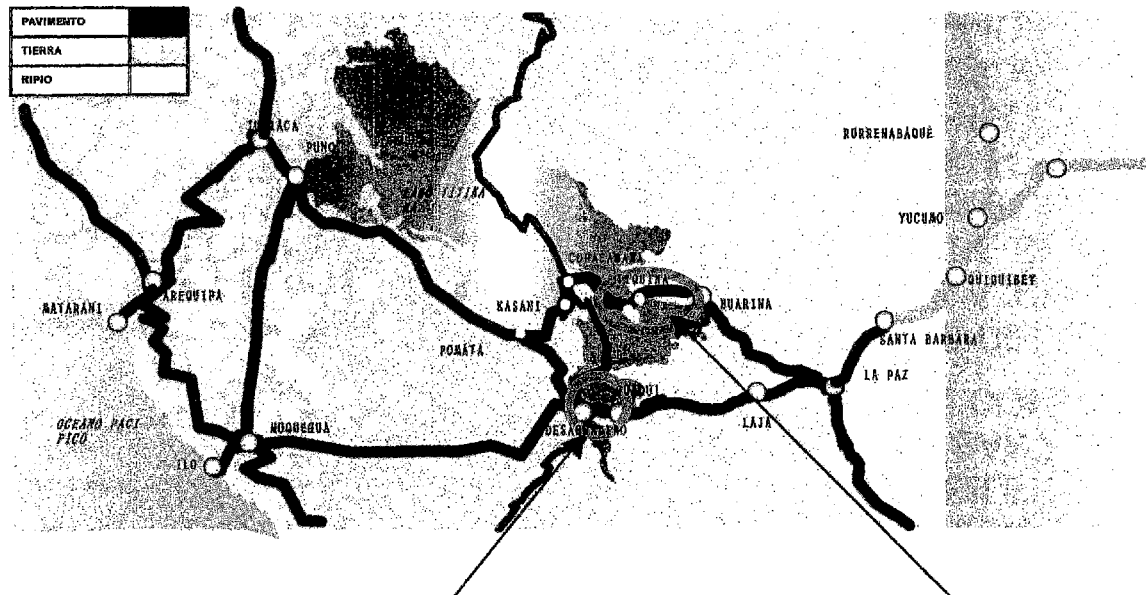 PAVIMENTO
TIERRA
RIPIO
PUNO
RURRENABAQUE
YUCUMO
QUIQUIBEY
COPACABANA
AREQUIPA
MATARANI
KASANI
HUARINA
SANTA BARBARA
POMATA
LA PAZ
LAJA
OCEANO PACI
FICO
MOQUEGUA
ILO